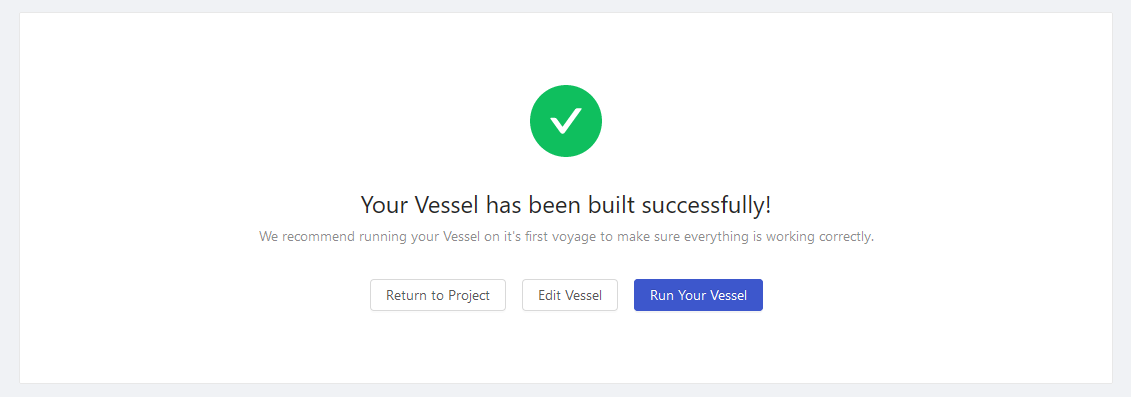 Your Vessel has been built successfully!
We recommend running your Vessel on it's first voyage to make sure everything is working correctly.
Return to Project
Edit Vessel
Run Your Vessel